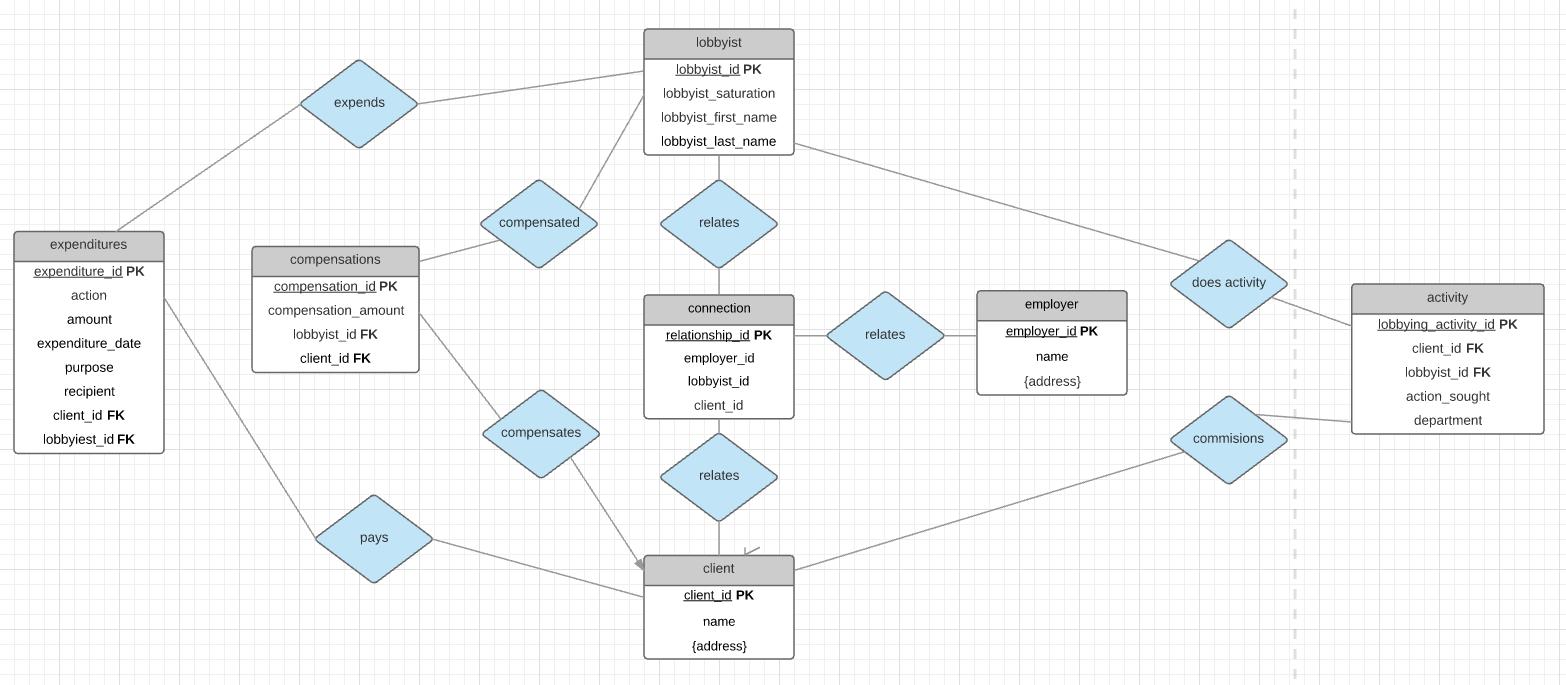 lobbyist
lobbyist_id PK
lobbyist_saturation
lobbyist_first_name
lobbyist_last_name
expends
compensated
relates
does activity
expenditures
expenditure_id PK
action
amount
expenditure_date
purpose
recipient
client_id FK
lobbyiest_id FK
compensations
compensation_id PK
compensation_amount
lobbyist_id FK
client_id FK
connection
relationship_id PK
employer_id
lobbyist_id
client_id
relates
employer
employer_id PK
name
{address}
activity
lobbying_activity_id PK
client_id FK
lobbyist_id FK
action_sought
department
compensates
relates
commisions
pays
client
client_id PK
name
{address}